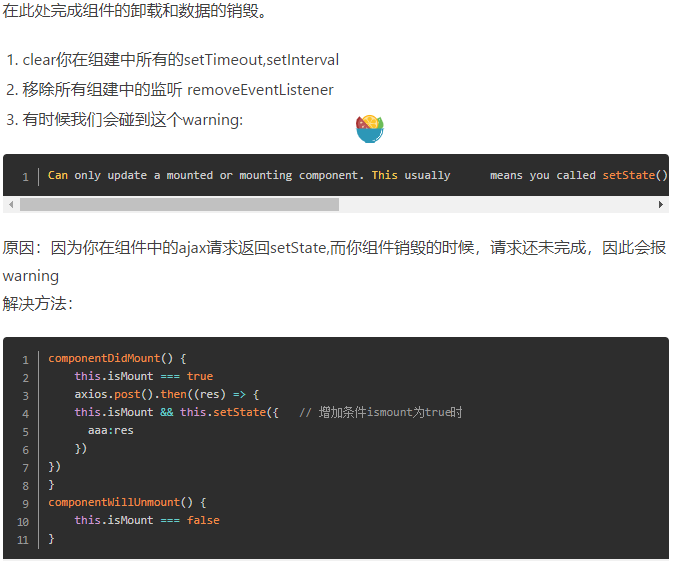 在此处完成组件的卸载和数据的销毁。
1. clear你在组建中所有的setTimeout,setInterval
2. 移除所有组建中的监听 removeEventListener
3. 有时候我们会碰到这个warning:
1 Can only update a mounted or mounting component. This usually      means you called setState()
原因：因为你在组件中的ajax请求返回setState,而你组件销毁的时候，请求还未完成，因此会报
warning
解决方法：
1 componentDidMount() {
2     this.isMount === true
3     axios.post().then((res) => {
4     this.isMount && this.setState({   // 增加条件ismount为true时
5       aaa:res
6     })
7 })
8 }
9 componentWillUnmount() {
10     this.isMount === false
11 }